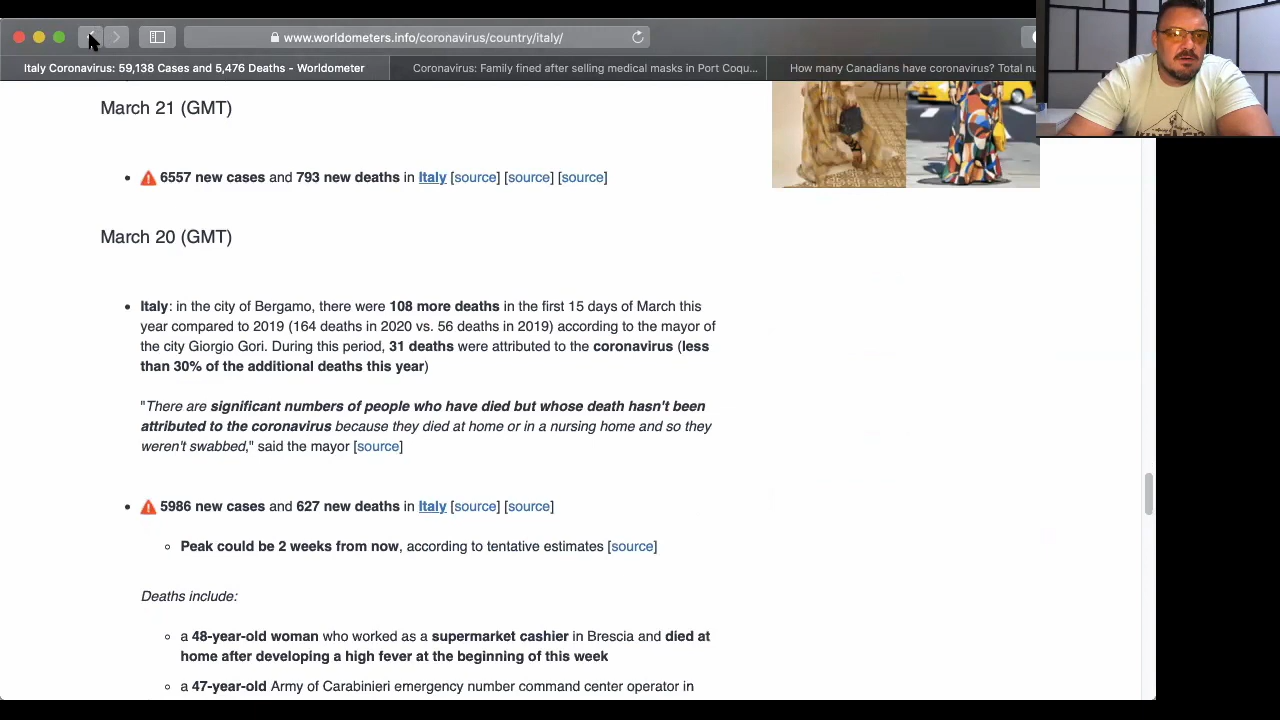 www.worldometers.info/coronavirus/country/italy/
Italy Coronavirus: 59,138 Cases and 5,476 Deaths - Worldometer
Coronavirus: Family fined after selling medical masks in Port Coqu...
How many Canadians have coronavirus? Total nu
March 21 (GMT)
6557 new cases and 793 new deaths in Italy [source] [source] [source]
March 20 (GMT)
Italy: in the city of Bergamo, there were 108 more deaths in the first 15 days of March this
year compared to 2019 (164 deaths in 2020 vs. 56 deaths in 2019) according to the mayor of
the city Giorgio Gori. During this period, 31 deaths were attributed to the coronavirus (less
than 30% of the additional deaths this year)
"There are significant numbers of people who have died but whose death hasn't been
attributed to the coronavirus because they died at home or in a nursing home and so they
weren't swabbed," said the mayor [source]
5986 new cases and 627 new deaths in Italy [source] [source]
Peak could be 2 weeks from now, according to tentative estimates [source]
Deaths include:
a 48-year-old woman who worked as a supermarket cashier in Brescia and died at
home after developing a high fever at the beginning of this week
a 47-year-old Army of Carabinieri emergency number command center operator in